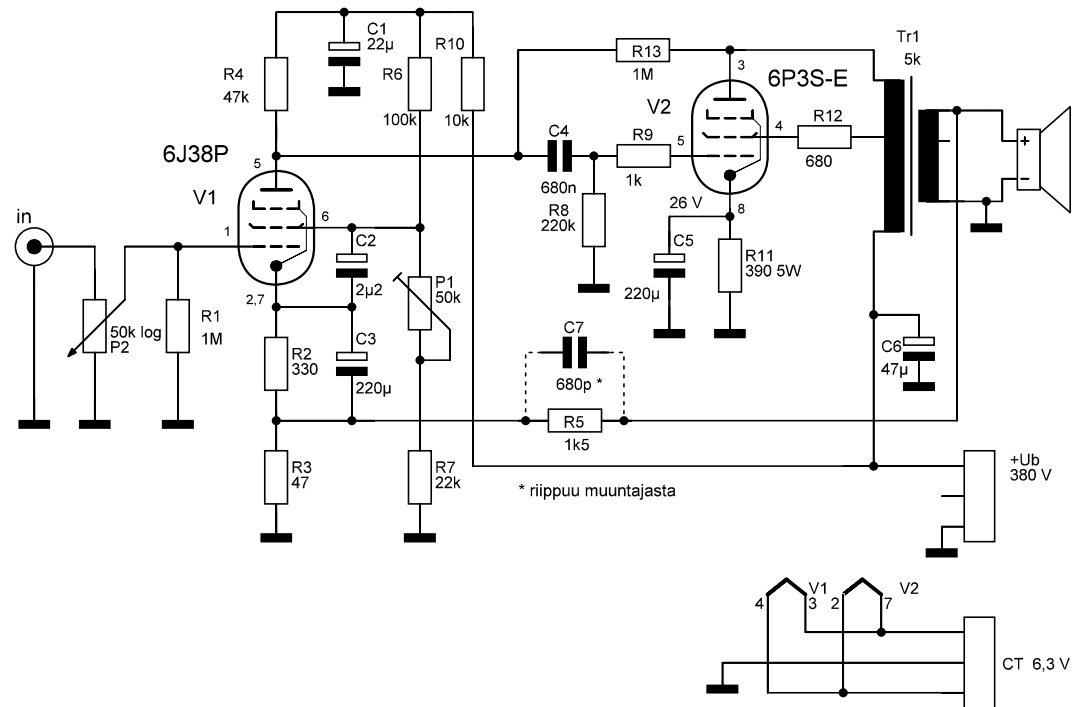 in
50k log
P2
R1
1M
6J38P
V1
5
6
1
2,7
R4
47k
C1
22µ
R6
100k
R10
10k
C2
2µ2
P1
50k
R2
330
C3
220µ
R3
47
R7
22k
R13
1M
6P3S-E
V2
3
4
5
8
C4
680n
R9
1k
R8
220k
26 V
C5
220µ
R11
390 5W
R12
680
Tr1
5k
+
−
C7
680p *
R5
1k5
C6
47µ
* riippuu muuntajasta
+Ub
380 V
V1
V2
4
3
2
7
CT 6,3 V